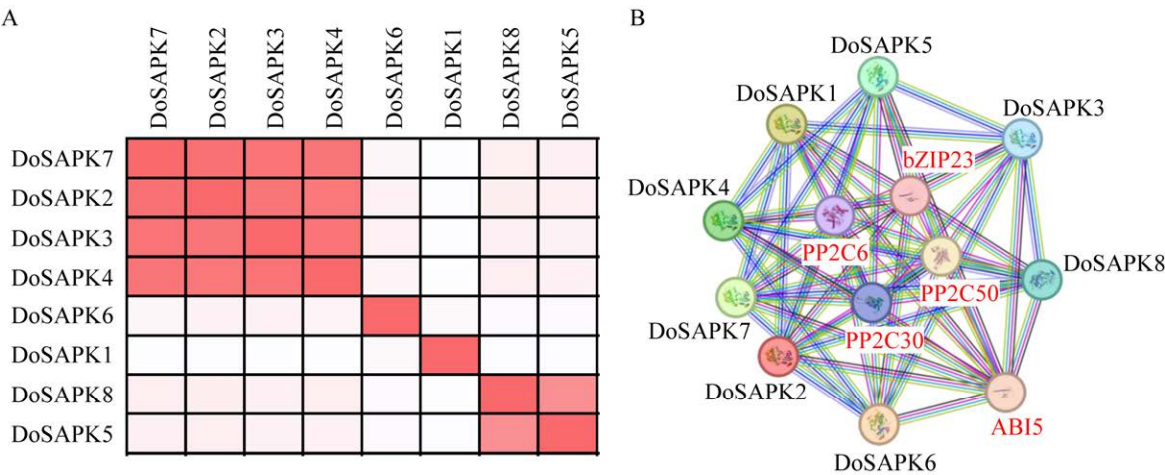 A
DoSAPK7
DoSAPK2
DoSAPK3
DoSAPK4
DoSAPK6
DoSAPK1
DoSAPK8
DoSAPK5
DoSAPK7
DoSAPK2
DoSAPK3
DoSAPK4
DoSAPK6
DoSAPK1
DoSAPK8
DoSAPK5
B
DoSAPK5
DoSAPK1
DoSAPK3
bZIP23
DoSAPK4
PP2C6
DoSAPK8
PP2C50
DoSAPK7
PP2C30
DoSAPK2
ABI5
DoSAPK6